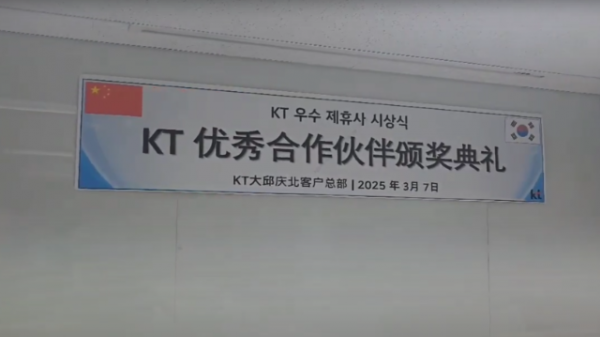 KT 우수 제휴사 시상식
KT 优秀合作伙伴颁奖典礼
KT大邱庆北客户总部 | 2025 年 3月 7日
kt